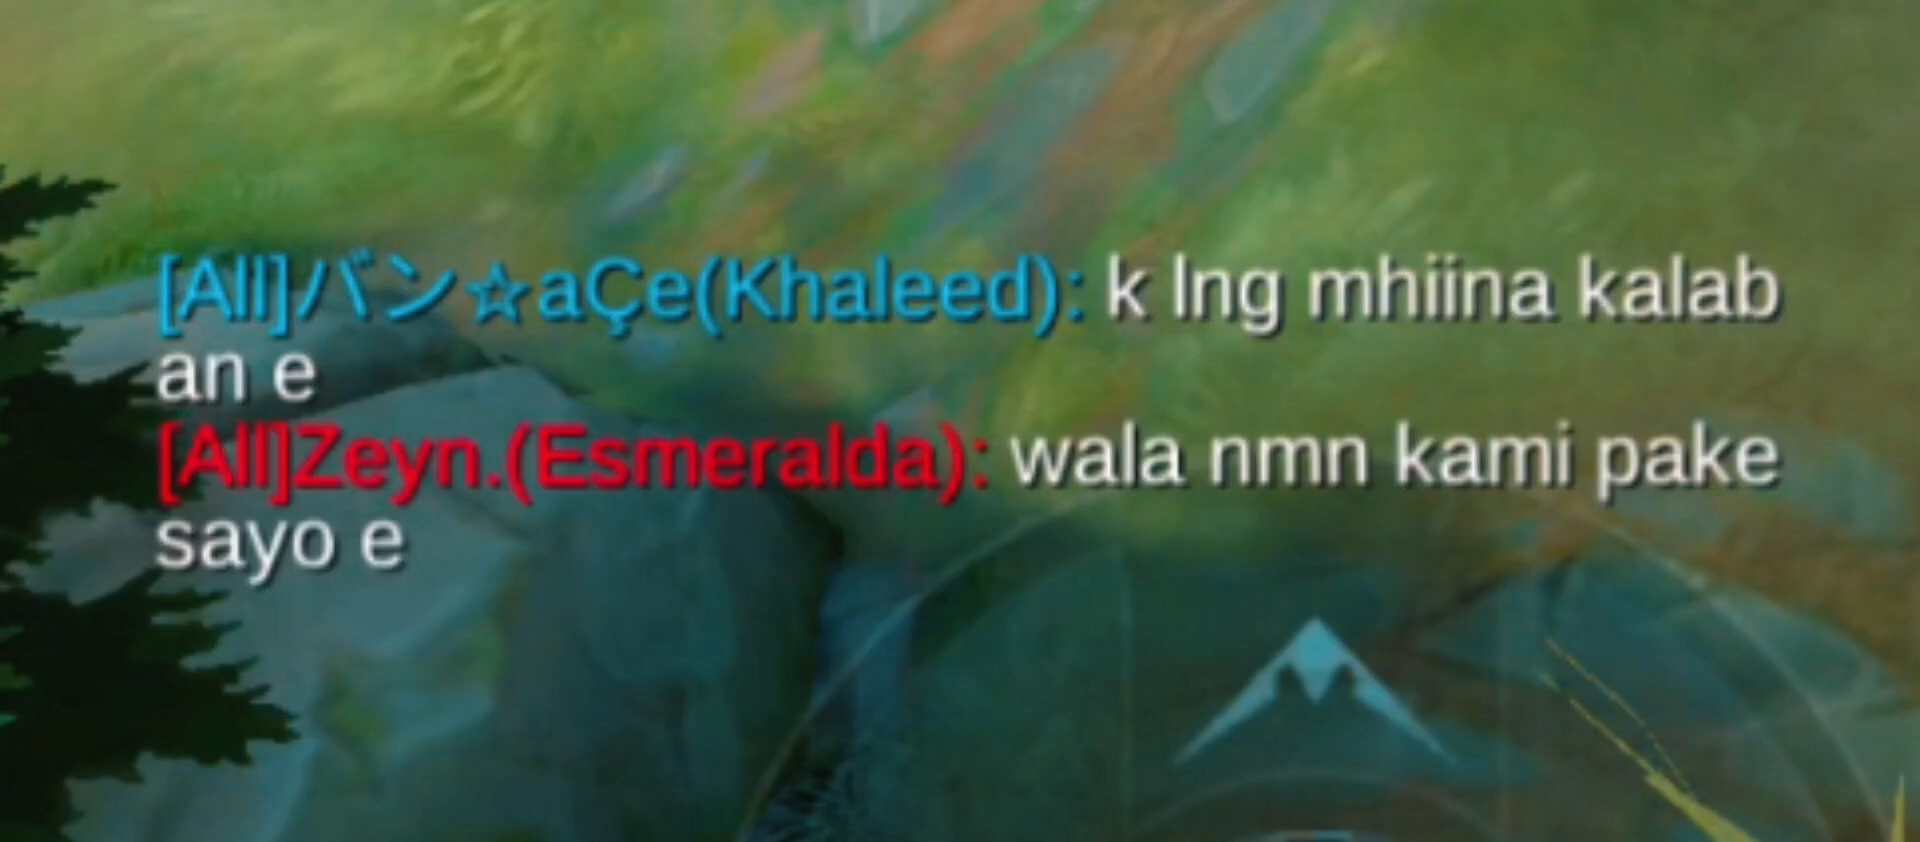 [All]バン☆aÇe(Khaleed): k lng mhiina kalab
an e
[All]Zeyn.(Esmeralda): wala nmn kami pake
sayo e